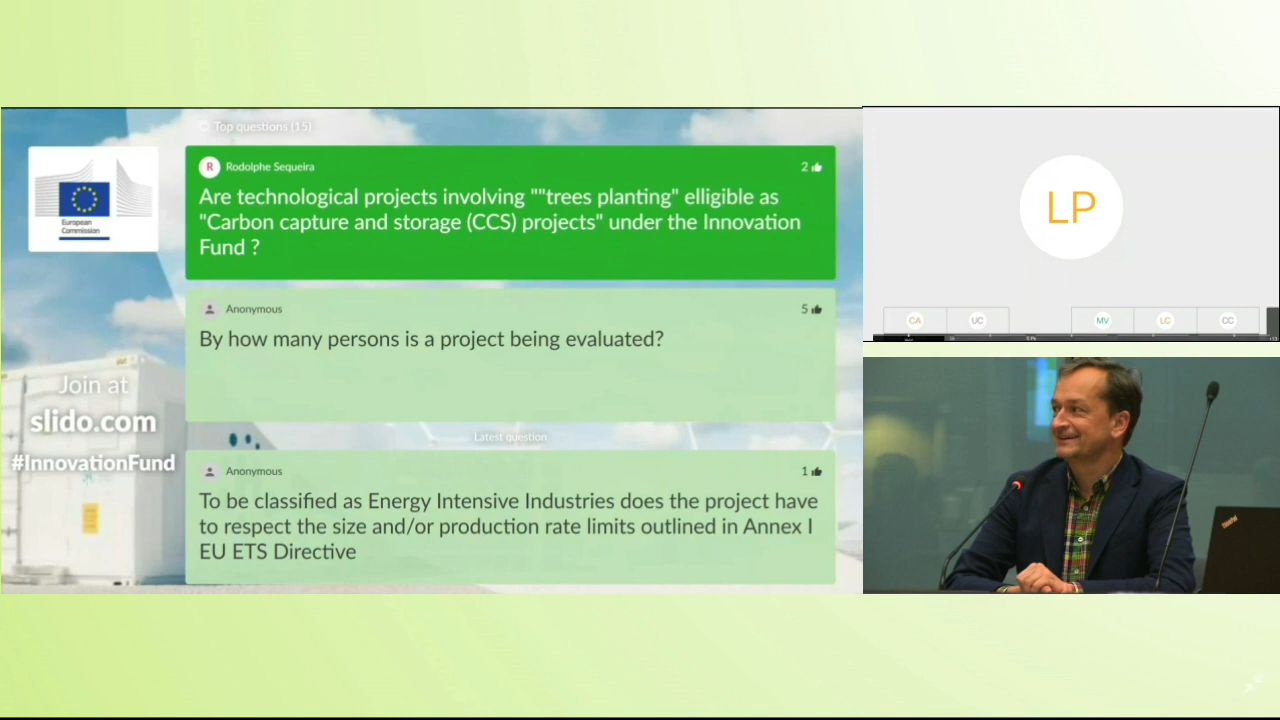 Top questions (15)
R Rodolphe Sequeira 2
Are technological projects involving ""trees planting" elligible as
"Carbon capture and storage (CCS) projects" under the Innovation
Fund ?
Anonymous 5
By how many persons is a project being evaluated?
Latest question
Anonymous 1
To be classified as Energy Intensive Industries does the project have
to respect the size and/or production rate limits outlined in Annex I
EU ETS Directive
European
Commission
Join at
slido.com
#InnovationFund
LP
CA UC MV LC CC
ThinkPad